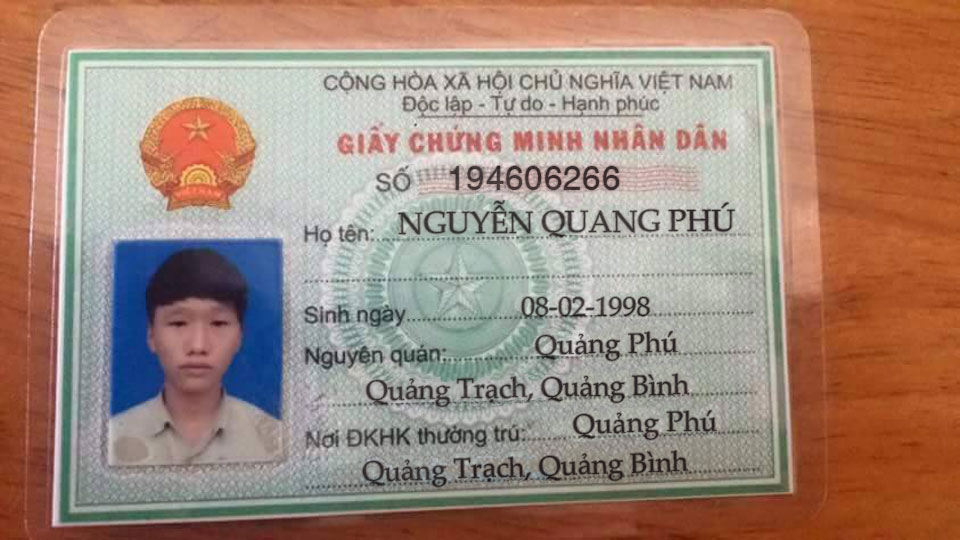 CỘNG HÒA XÃ HỘI CHỦ NGHĨA VIỆT NAM
Độc lập - Tự do - Hạnh phúc
GIẤY CHỨNG MINH NHÂN DÂN
SỐ 194606266
Họ tên: NGUYỄN QUANG PHÚ
Sinh ngày 08-02-1998
Nguyên quán: Quảng Phú
Quảng Trạch, Quảng Bình
Nơi ĐKHK thường trú: Quảng Phú
Quảng Trạch, Quảng Bình
VIỆT NAM